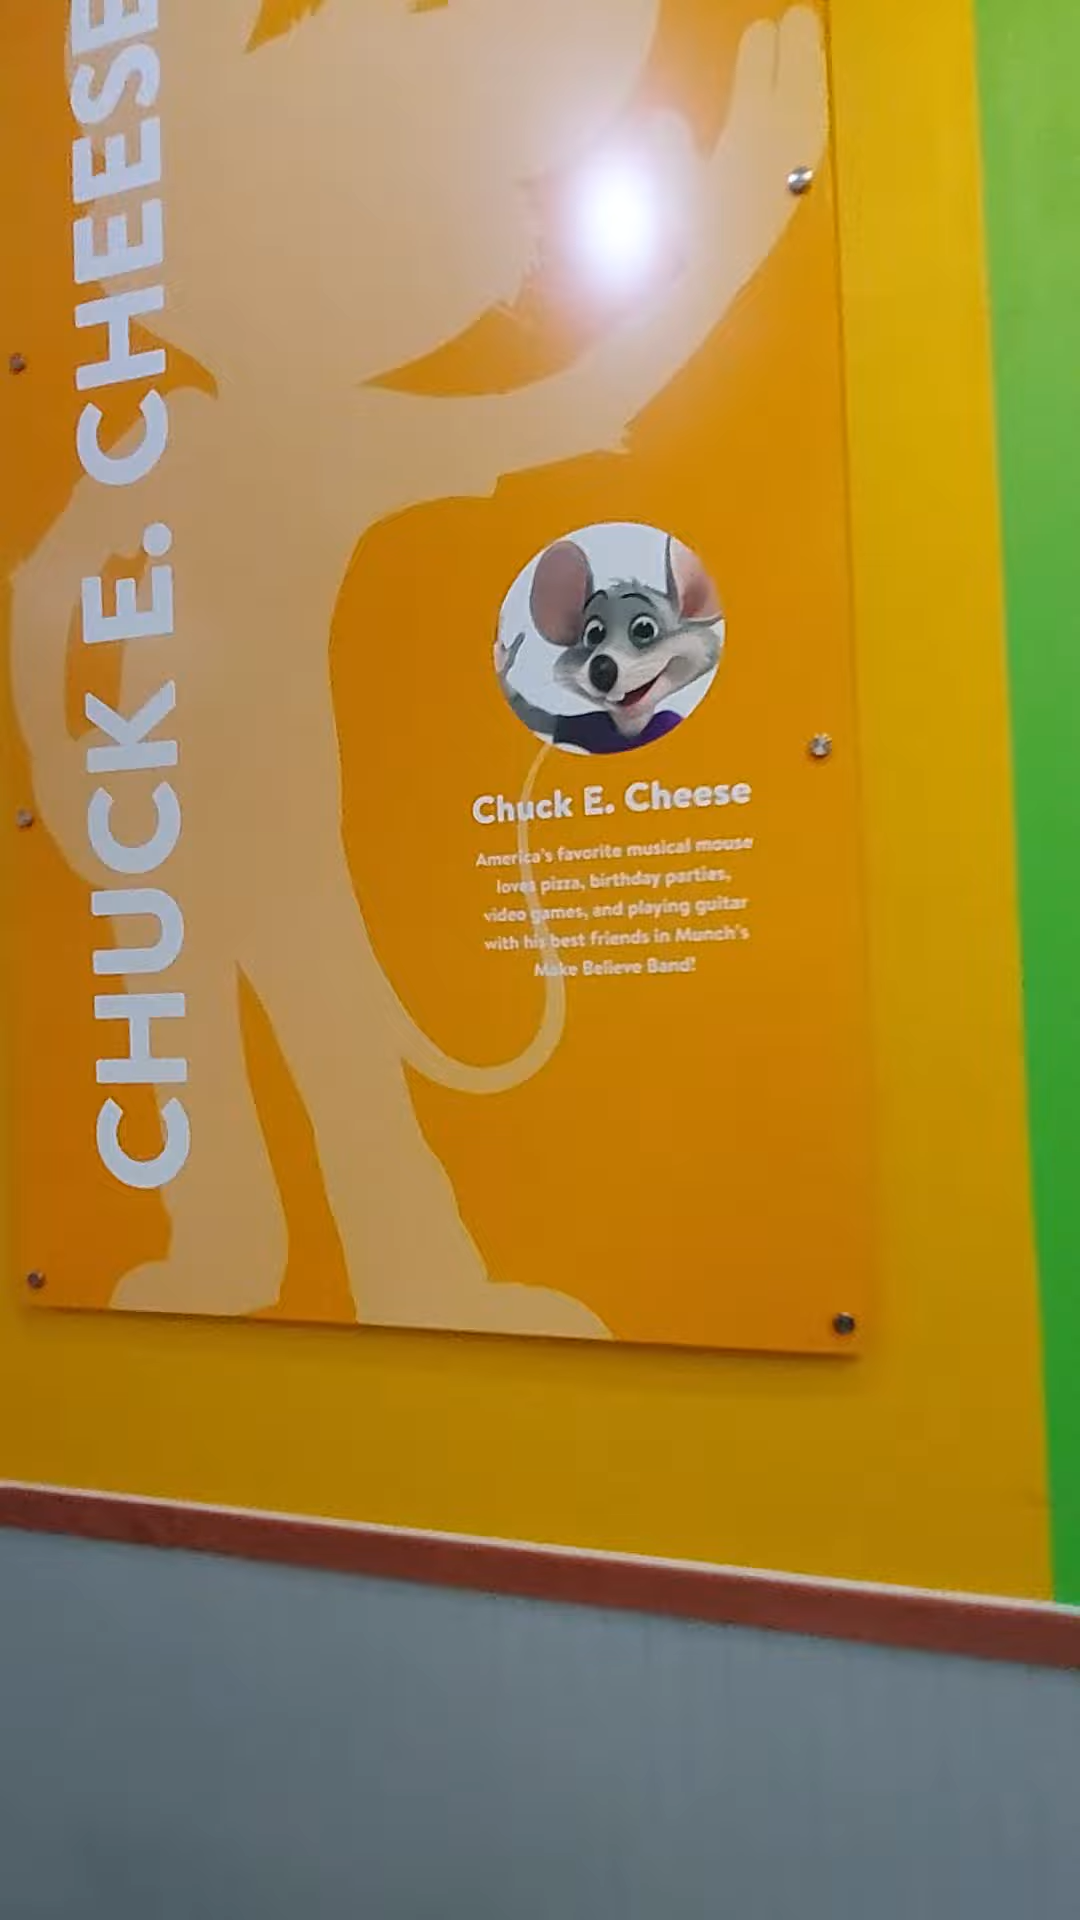 CHUCK E. CHEESE
Chuck E. Cheese
America's favorite musical mouse
loves pizza, birthday parties,
video games, and playing guitar
with his best friends in Munch's
Make Believe Band!